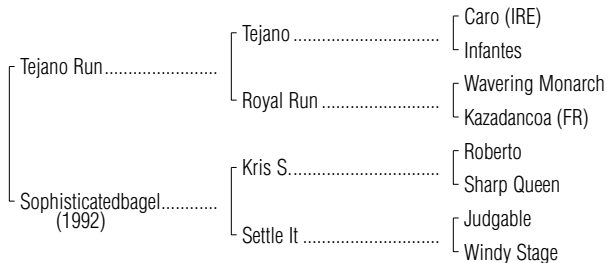 Caro (IRE)
Tejano ..............................
Infantes
Tejano Run.......................
Wavering Monarch
Royal Run ........................
Kazadancoa (FR)
Roberto
Kris S..............................
Sharp Queen
Sophisticatedbagel...........
(1992)
Judgable
Settle It ............................
Windy Stage